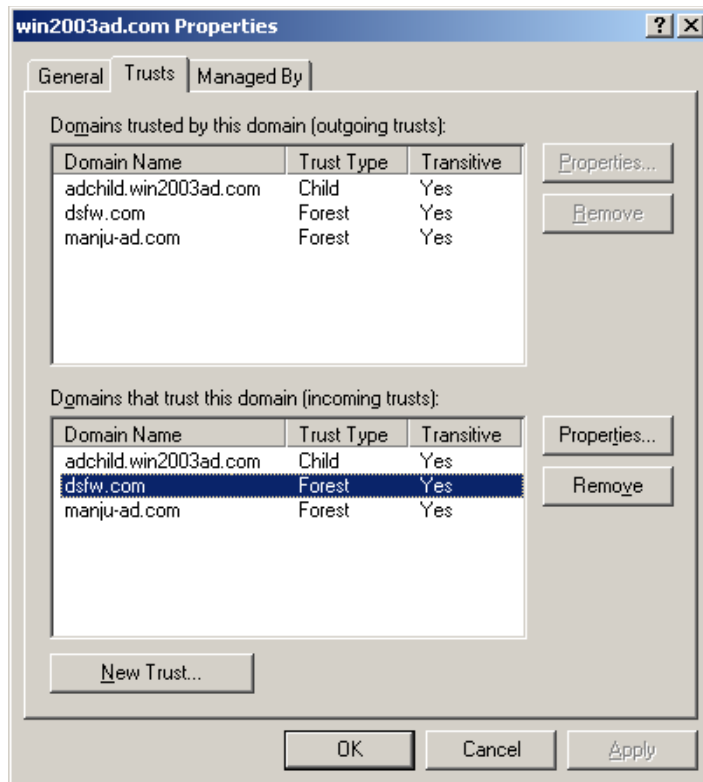 win2003ad.com Properties
General Trusts Managed By
Domains trusted by this domain (outgoing trusts):
Domain Name Trust Type Transitive Properties...
adchild.win2003ad.com Child Yes
dsfw.com Forest Yes Remove
manju-ad.com Forest Yes
Domains that trust this domain (incoming trusts):
Domain Name Trust Type Transitive Properties...
adchild.win2003ad.com Child Yes
dsfw.com Forest Yes Remove
manju-ad.com Forest Yes
New Trust...
OK Cancel Apply